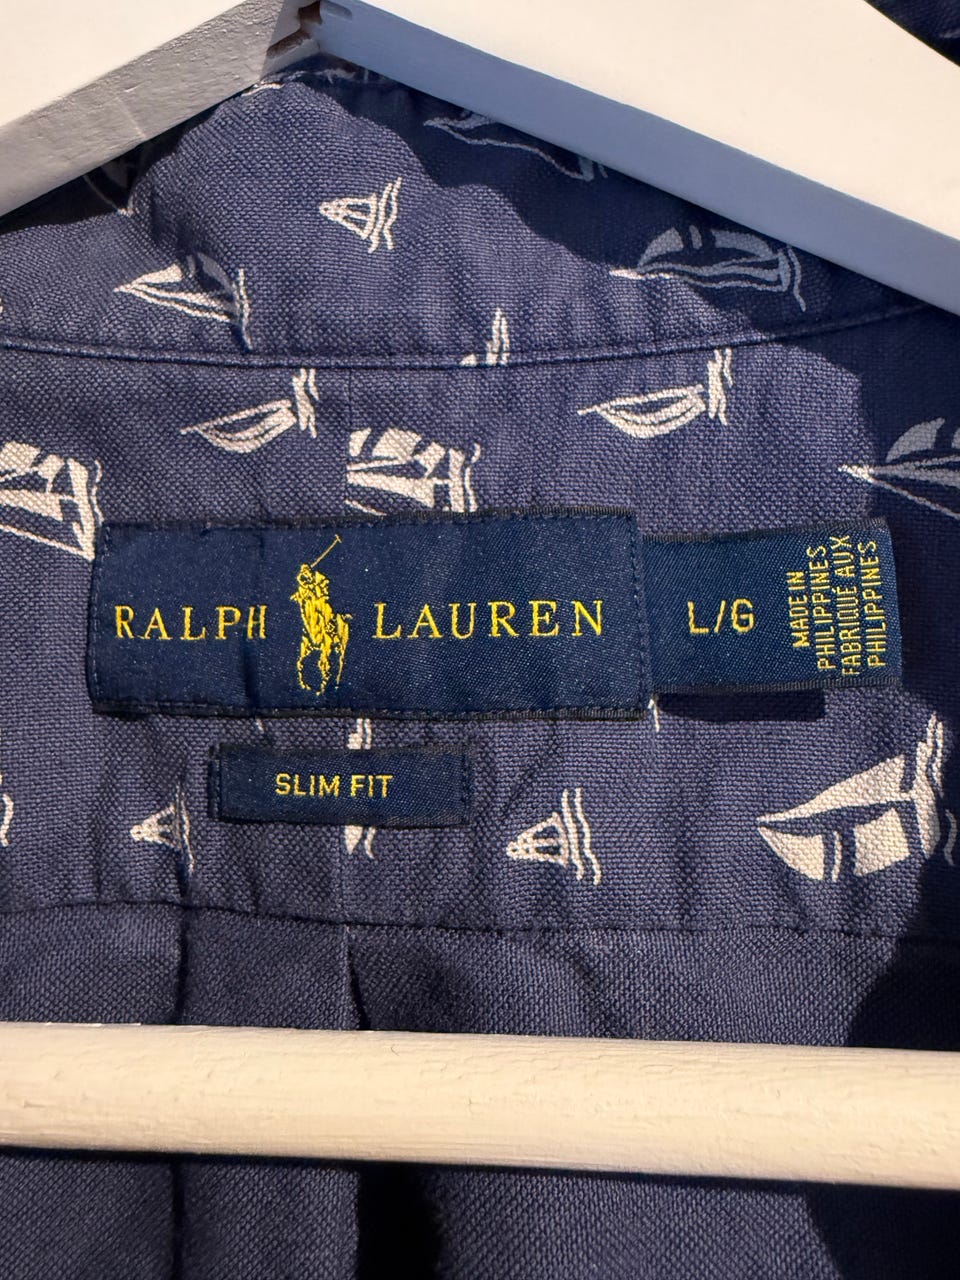 RALPH LAUREN
L/G
MADE IN
PHILIPPINES
FABRIQUÉ AUX
PHILIPPINES
SLIM FIT